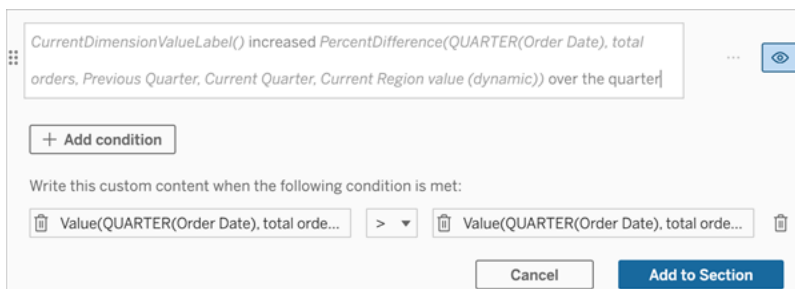 CurrentDimensionValueLabel() increased PercentDifference(QUARTER(Order Date), total
orders, Previous Quarter, Current Quarter, Current Region value (dynamic)) over the quarter
+ Add condition
Write this custom content when the following condition is met:
Value(QUARTER(Order Date), total orde... > Value(QUARTER(Order Date), total orde...
Cancel Add to Section